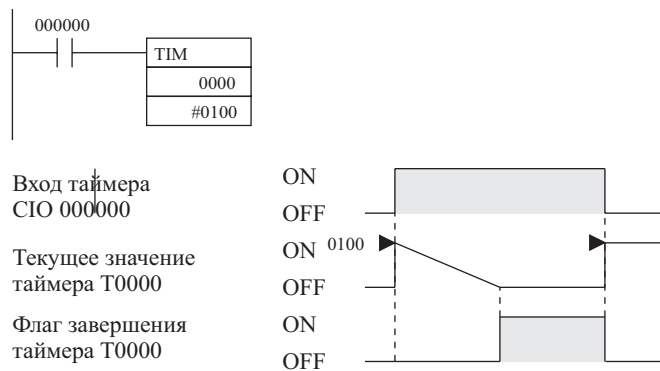 000000
TIM
0000
#0100
Вход таймера
CIO 000000
ON
OFF
Текущее значение
таймера T0000
ON
0100
OFF
Флаг завершения
таймера T0000
ON
OFF